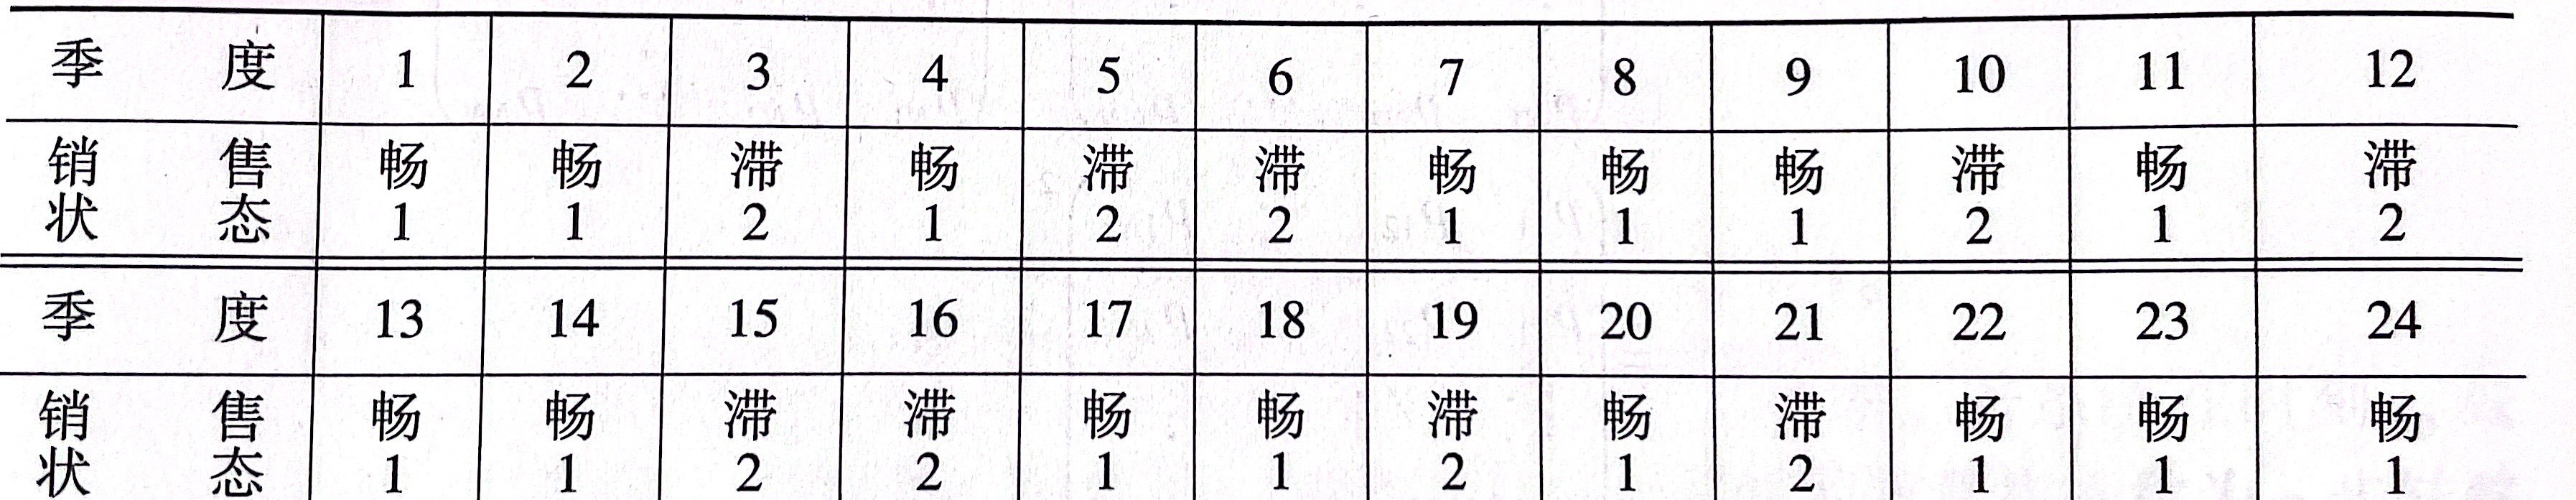 季 度 1 2 3 4 5 6 7 8 9 10 11 12
销 售 畅 畅 滞 畅 滞 滞 畅 畅 畅 滞 畅 滞
状 态 1 1 2 1 2 2 1 1 1 2 1 2
季 度 13 14 15 16 17 18 19 20 21 22 23 24
销 售 畅 畅 滞 滞 畅 畅 滞 畅 滞 畅 畅 畅
状 态 1 1 2 2 1 1 2 1 2 1 1 1